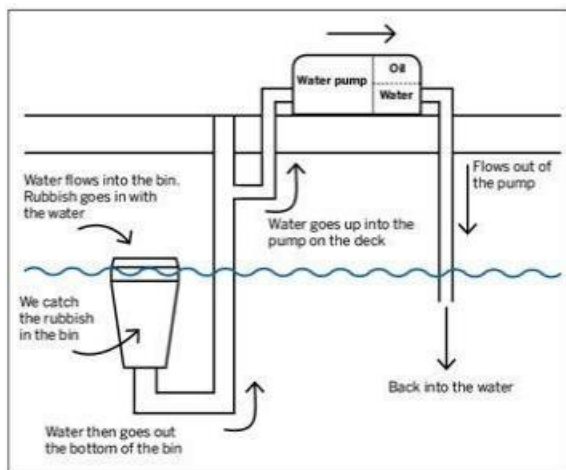 Water pump
Oil
Water
Water flows into the bin.
Rubbish goes in with
the water
Flows out of
the pump
Water goes up into the
pump on the deck
We catch
the rubbish
in the bin
Back into the water
Water then goes out
the bottom of the bin